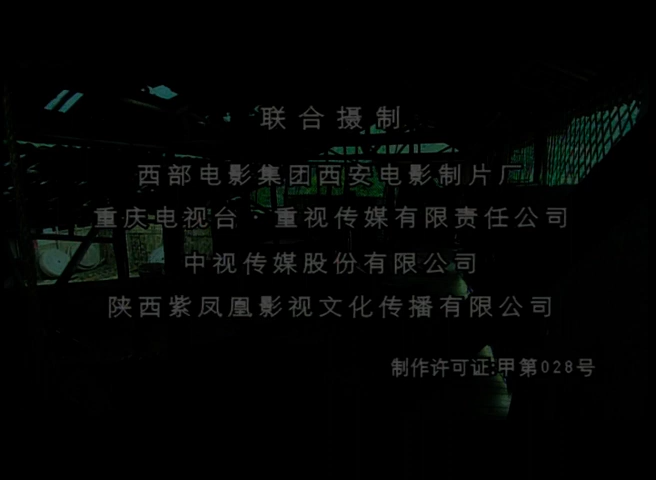 联合摄制
西部电影集团西安电影制片厂
重庆电视台·重视传媒有限责任公司
中视传媒股份有限公司
陕西紫凤凰影视文化传播有限公司
制作许可证:甲第028号